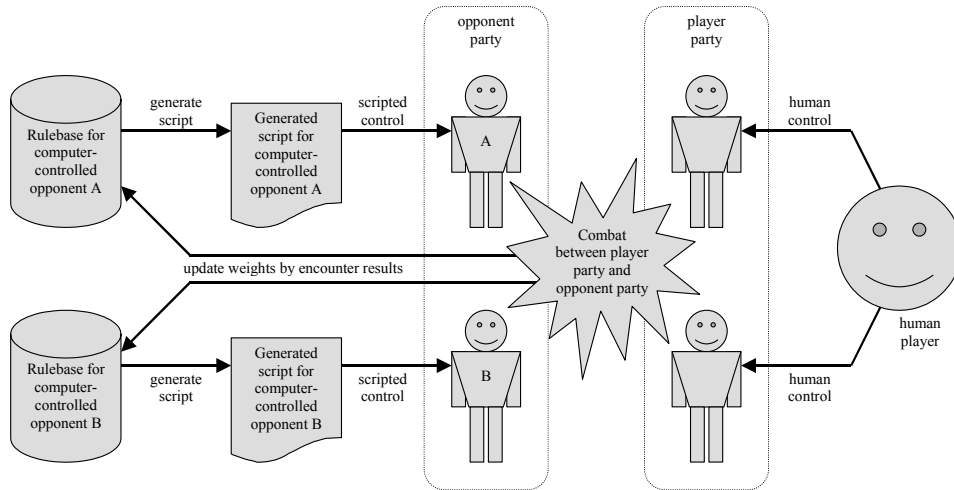 opponent
party
player
party
generate
script
scripted
control
human
control
Rulebase for
computer-
controlled
opponent A
Generated
script for
computer-
controlled
opponent A
A
Combat
between player
party and
opponent party
update weights by encounter results
human
player
Rulebase for
computer-
controlled
opponent B
generate
script
Generated
script for
computer-
controlled
opponent B
scripted
control
B
human
control